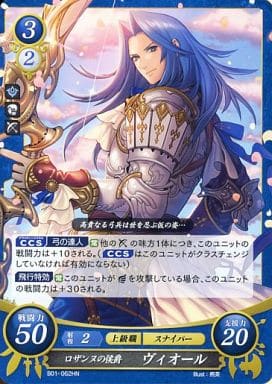 3
2
高貴なる弓兵は世を忍ぶ仮の姿…
CCS 弓の達人 常 他の の味方1体につき、このユニットの
戦闘力は+10される。(CCSはこのユニットがクラスチェンジ
していなければ有効にならない)
飛行特効 常 このユニットが を攻撃している場合、このユニット
の戦闘力は+30される。
戦闘力 50
射程 2
上級職 スナイパー
支援力 20
ロザンヌの侯爵 ヴィオール
B01-062HN
Illust: